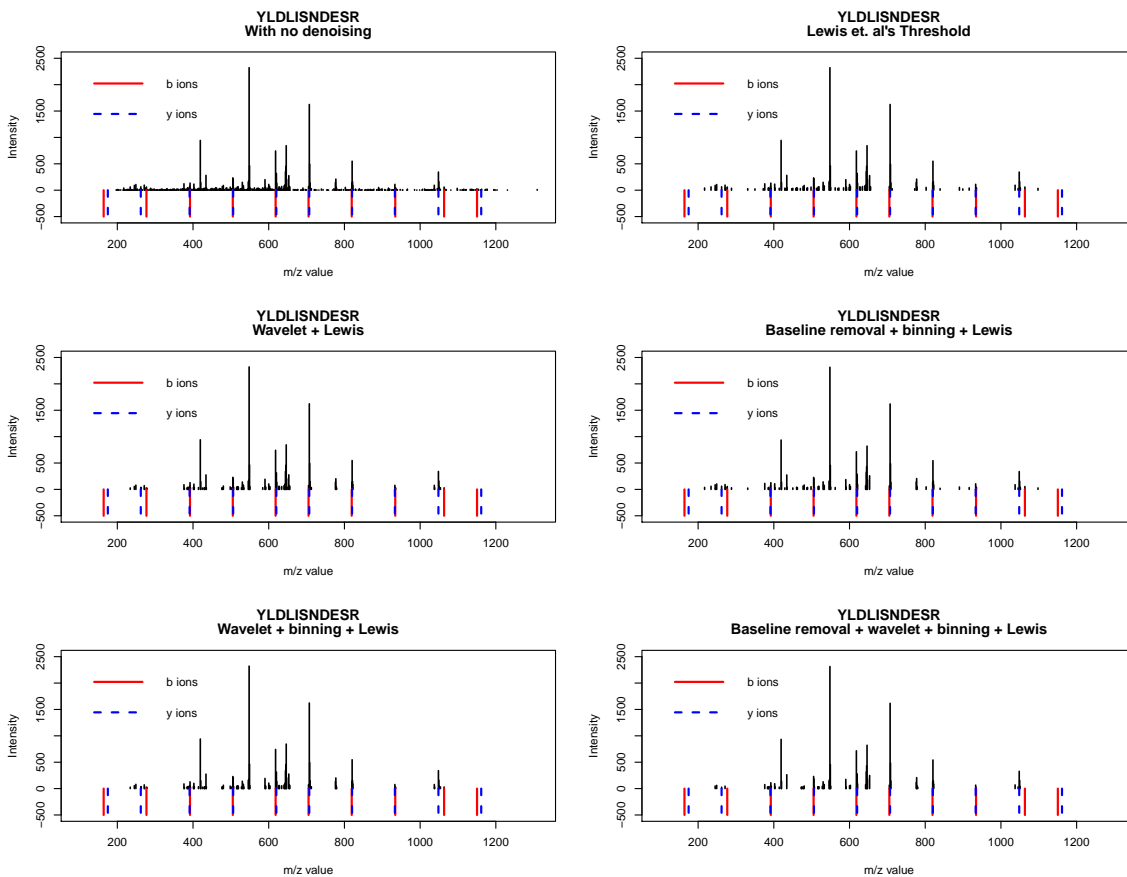 YLDLISNDESR
With no denoising
Intensity
2500
1500
500
0
−500
b ions
y ions
200 400 600 800 1000 1200
m/z value
YLDLISNDESR
Lewis et. al's Threshold
Intensity
2500
1500
500
0
−500
b ions
y ions
200 400 600 800 1000 1200
m/z value
YLDLISNDESR
Wavelet + Lewis
Intensity
2500
1500
500
0
−500
b ions
y ions
200 400 600 800 1000 1200
m/z value
YLDLISNDESR
Baseline removal + binning + Lewis
Intensity
2500
1500
500
0
−500
b ions
y ions
200 400 600 800 1000 1200
m/z value
YLDLISNDESR
Wavelet + binning + Lewis
Intensity
2500
1500
500
0
−500
b ions
y ions
200 400 600 800 1000 1200
m/z value
YLDLISNDESR
Baseline removal + wavelet + binning + Lewis
Intensity
2500
1500
500
0
−500
b ions
y ions
200 400 600 800 1000 1200
m/z value